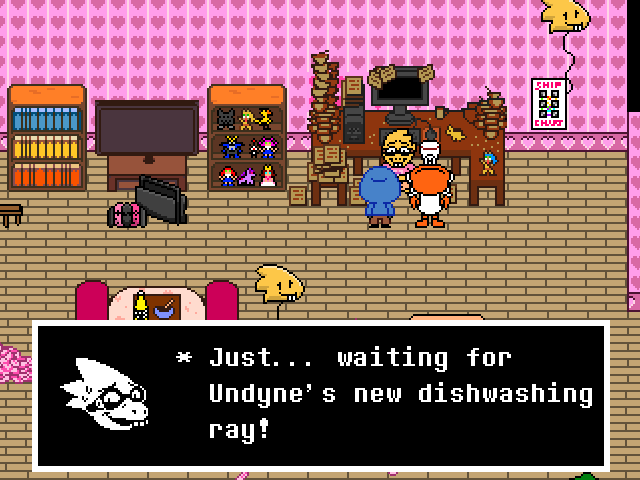 SHIP
CHART
* Just... waiting for
Undyne's new dishwashing
ray!